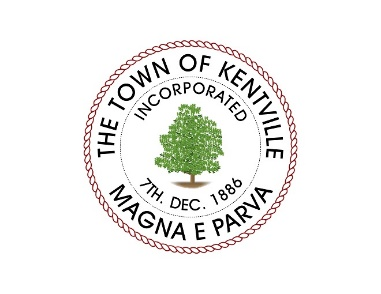 THE TOWN OF KENTVILLE
INCORPORATED
7TH. DEC. 1886
MAGNA E PARVA